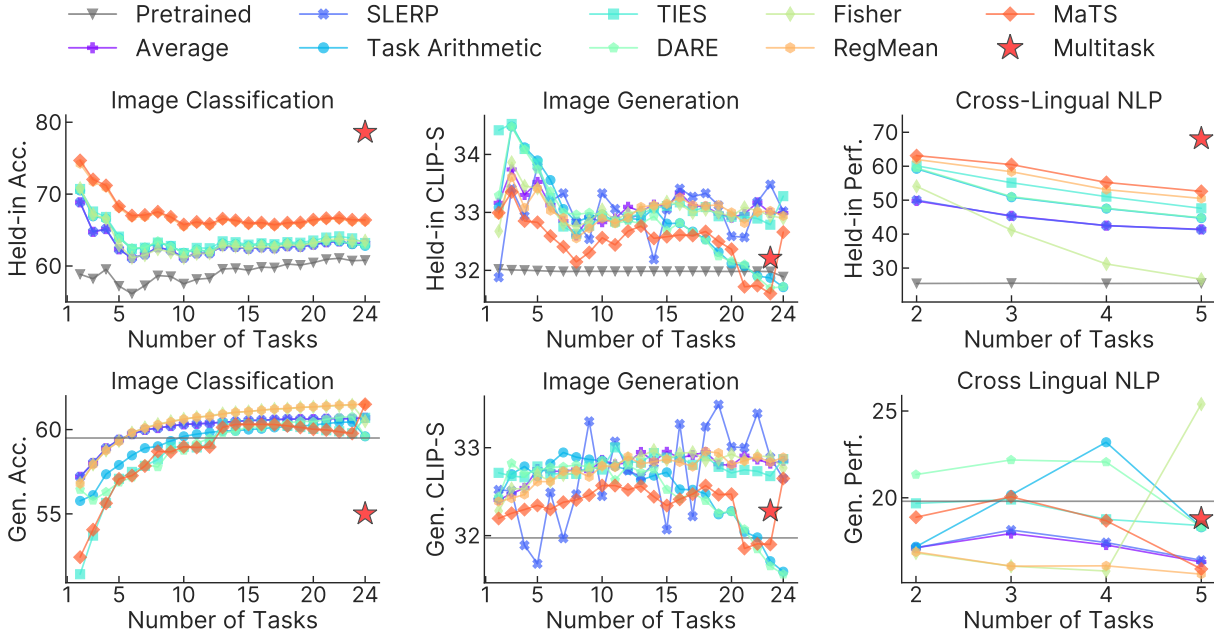 Pretrained SLERP TIES Fisher MaTS
Average Task Arithmetic DARE RegMean Multitask
Image Classification Image Generation Cross-Lingual NLP
Held-in Acc.
80
70
60
1 5 10 15 20 24
Number of Tasks
Held-in CLIP-S
34
33
32
1 5 10 15 20 24
Number of Tasks
Held-in Perf.
70
60
50
40
30
2 3 4 5
Number of Tasks
Image Classification Image Generation Cross Lingual NLP
Gen. Acc.
60
55
1 5 10 15 20 24
Number of Tasks
Gen. CLIP-S
33
32
1 5 10 15 20 24
Number of Tasks
Gen. Perf.
25
20
2 3 4 5
Number of Tasks